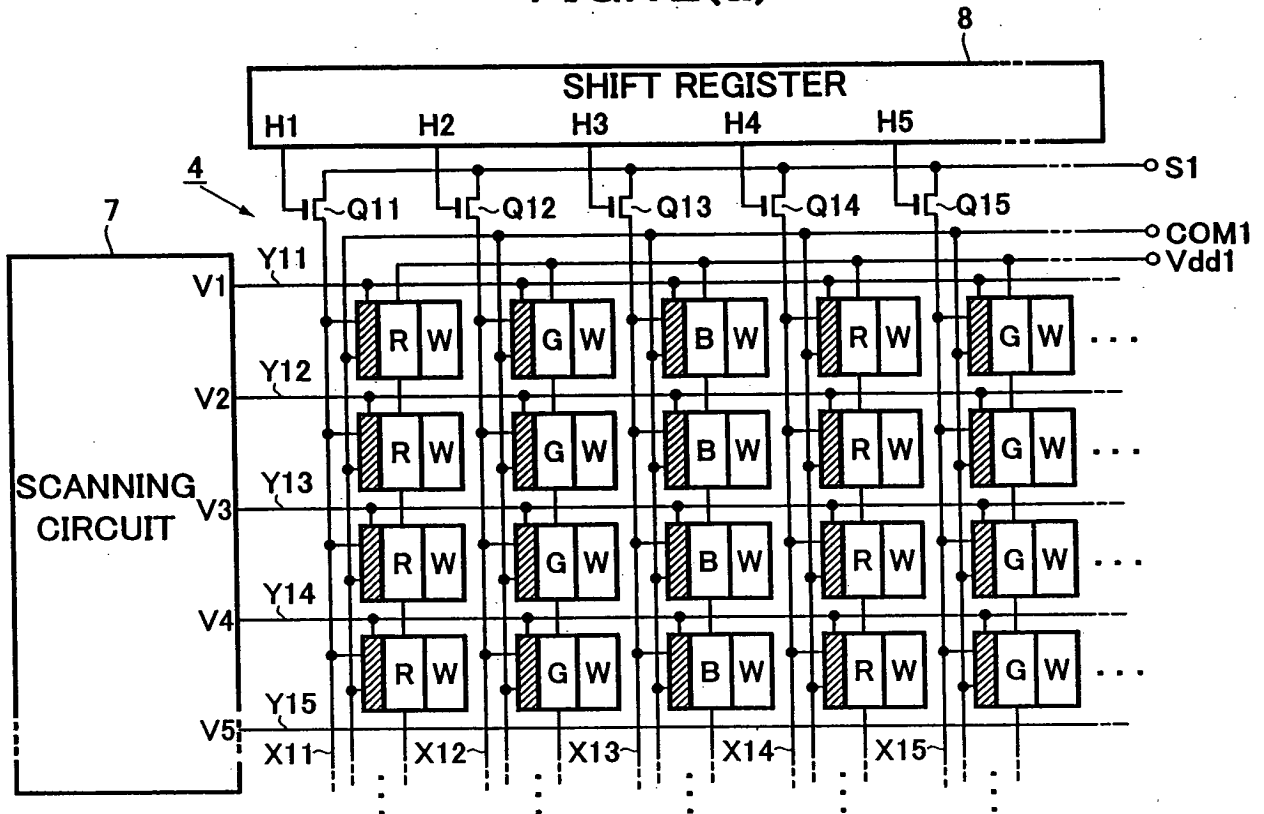 8
SHIFT REGISTER
H1 H2 H3 H4 H5
S1
4
Q11 Q12 Q13 Q14 Q15
7
COM1
Vdd1
Y11
V1
R W G W B W R W G W ...
Y12
V2
R W G W B W R W G W ...
SCANNING
CIRCUIT
Y13
V3
R W G W B W R W G W ...
Y14
V4
R W G W B W R W G W ...
Y15
V5
X11 X12 X13 X14 X15